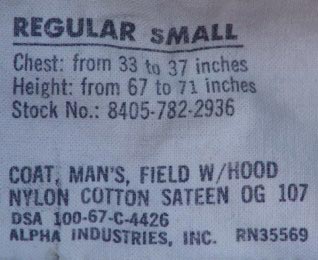 REGULAR SMALL
Chest: from 33 to 37 inches
Height: from 67 to 71 inches
Stock No.: 8405-782-2936
COAT, MAN'S, FIELD W/HOOD
NYLON COTTON SATEEN OG 107
DSA 100-67-C-4426
ALPHA INDUSTRIES, INC. RN35569